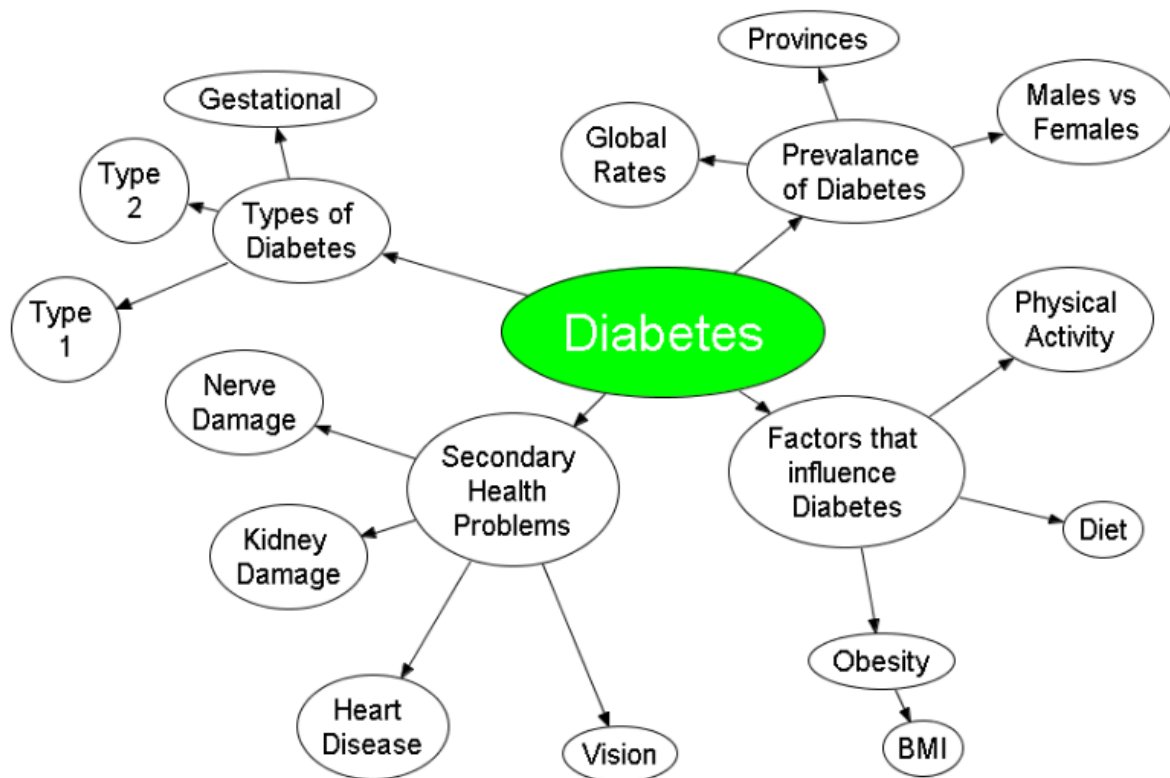 Provinces
Males vs
Females
Global
Rates
Prevalance
of Diabetes
Gestational
Type
2
Types of
Diabetes
Type
1
Diabetes
Physical
Activity
Factors that
influence
Diabetes
Diet
Obesity
BMI
Nerve
Damage
Secondary
Health
Problems
Kidney
Damage
Heart
Disease
Vision